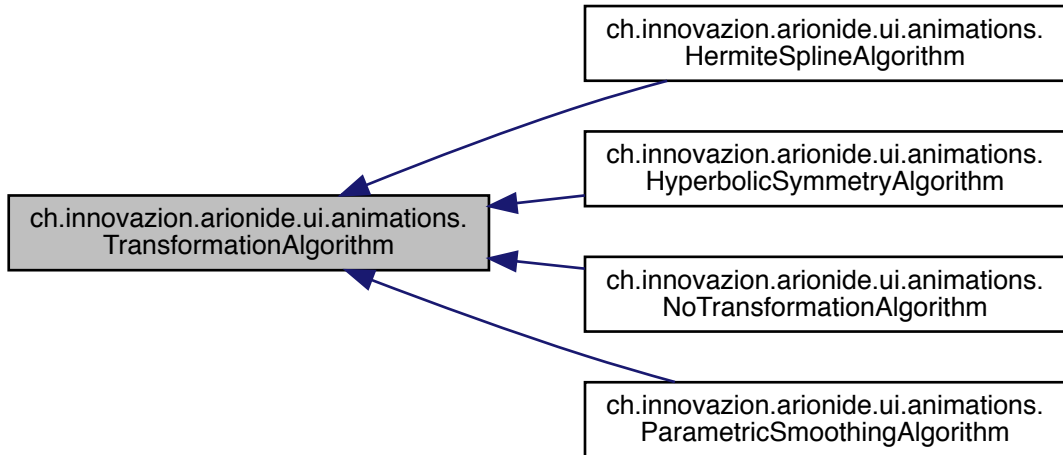 ch.innovazion.arionide.ui.animations.
HermiteSplineAlgorithm
ch.innovazion.arionide.ui.animations.
HyperbolicSymmetryAlgorithm
ch.innovazion.arionide.ui.animations.
TransformationAlgorithm
ch.innovazion.arionide.ui.animations.
NoTransformationAlgorithm
ch.innovazion.arionide.ui.animations.
ParametricSmoothingAlgorithm